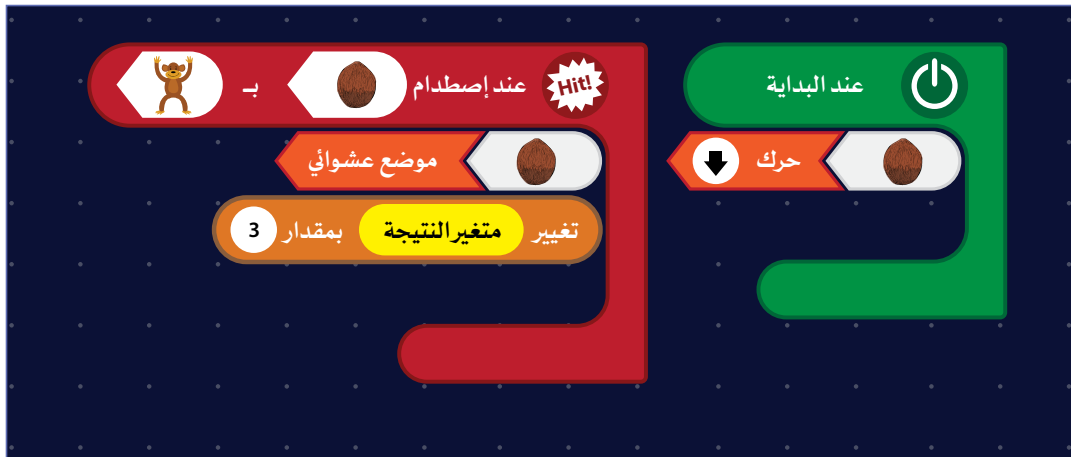 عند البداية
حرك
Hit! عند إصطدام بـ
موضع عشوائي
تغيير متغير النتيجة بمقدار 3